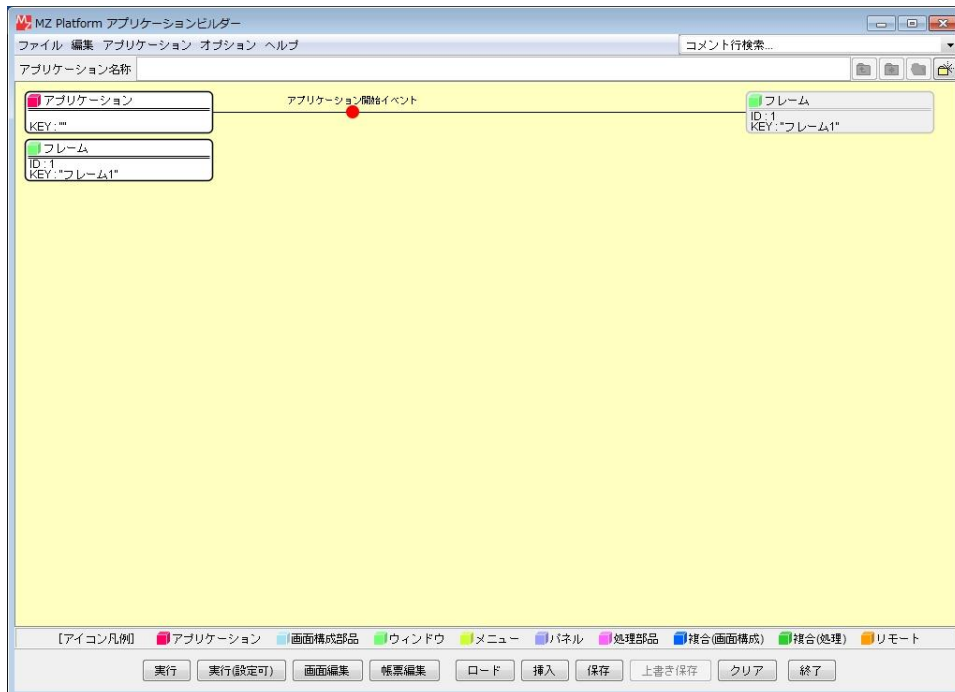 MZ Platform アプリケーションビルダー
ファイル 編集 アプリケーション オプション ヘルプ コメント行検索...
アプリケーション名称
アプリケーション アプリケーション開始イベント フレーム
ID : 1
KEY : "" KEY : "フレーム1"
フレーム
ID : 1
KEY : "フレーム1"
[アイコン凡例] アプリケーション 画面構成部品 ウィンドウ メニュー パネル 処理部品 複合(画面構成) 複合(処理) リモート
実行 実行(設定可) 画面編集 帳票編集 ロード 挿入 保存 上書き保存 クリア 終了